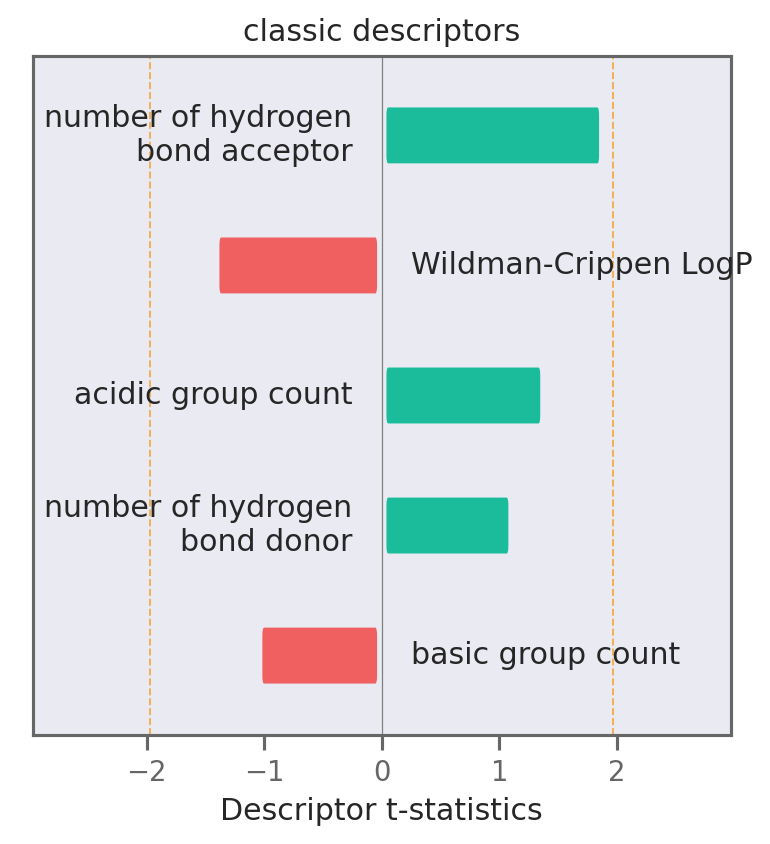 classic descriptors
number of hydrogen
bond acceptor
Wildman-Crippen LogP
acidic group count
number of hydrogen
bond donor
basic group count
−2 −1 0 1 2
Descriptor t-statistics